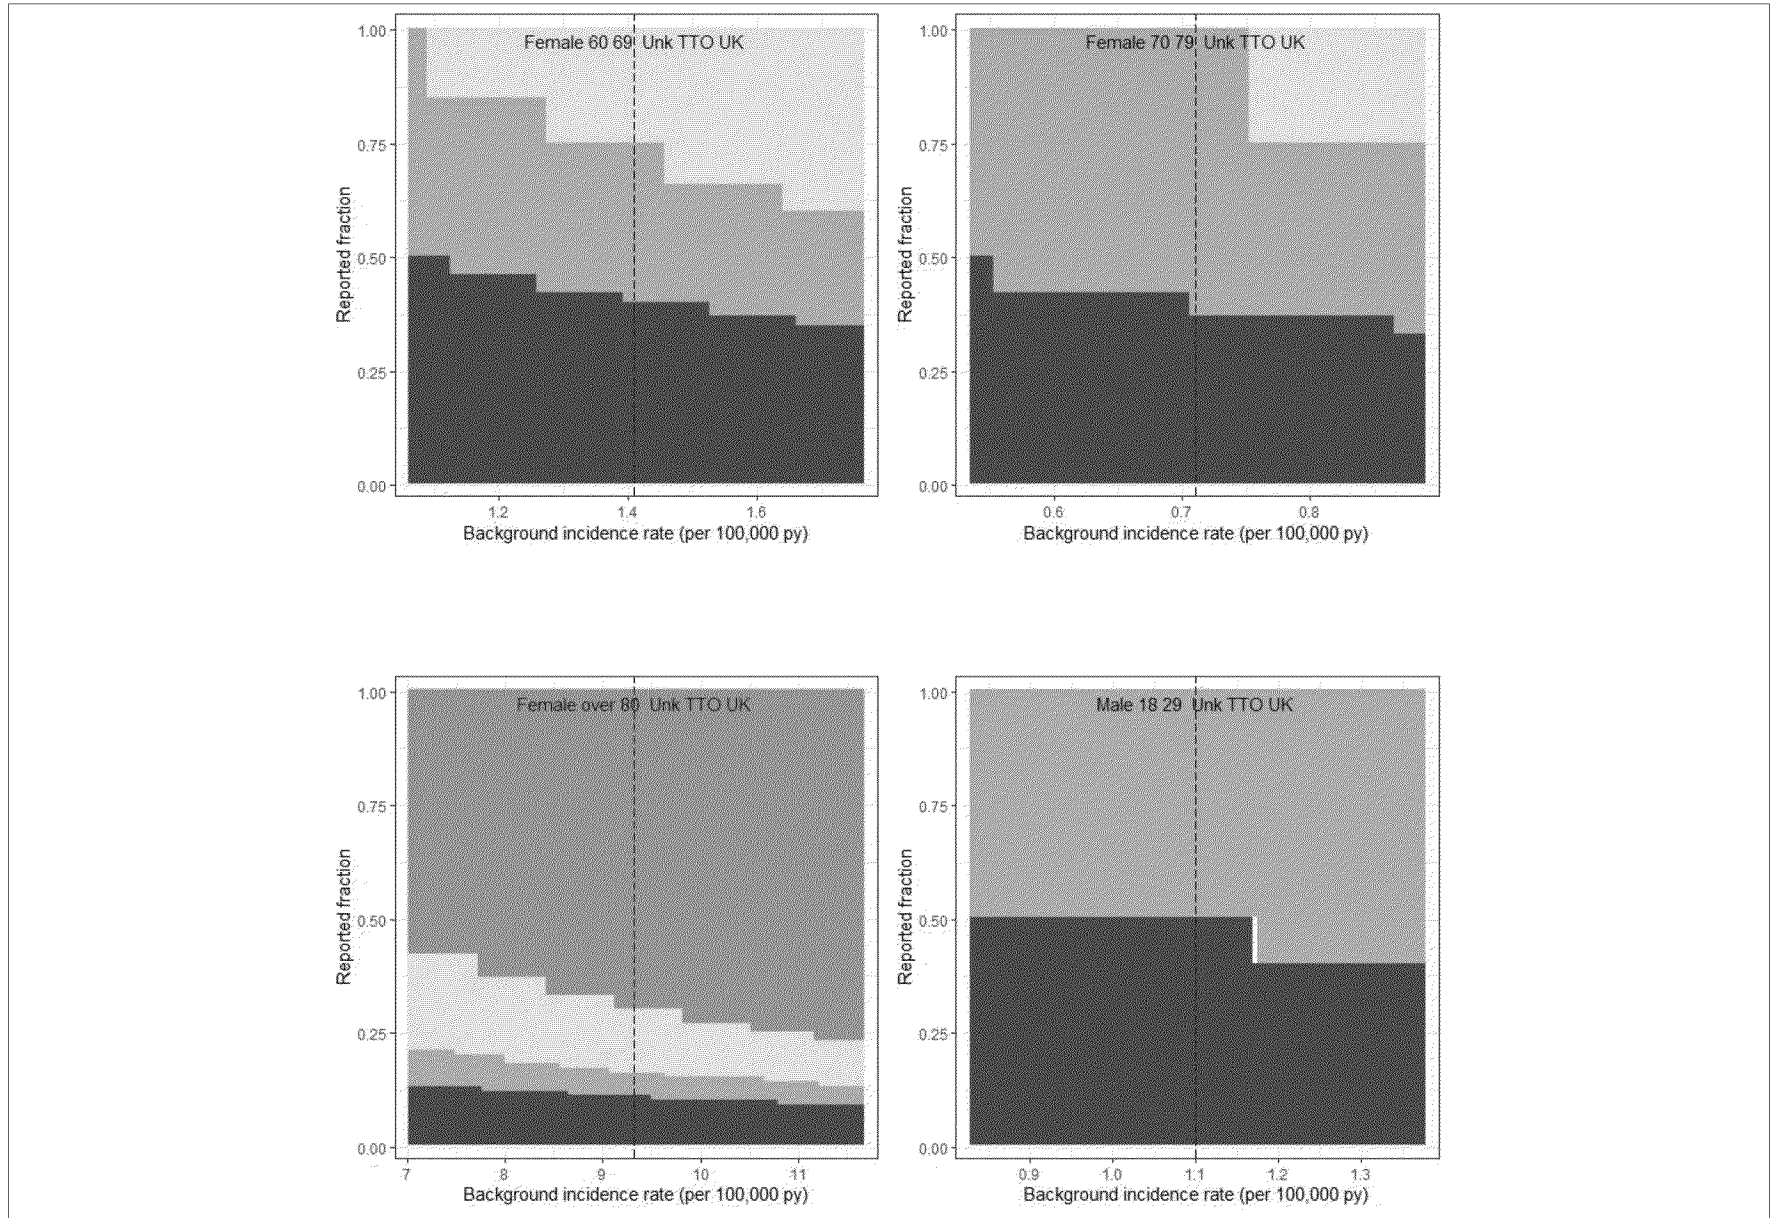 Female 60 69 Unk TTO UK
1.00
0.75
0.50
0.25
0.00
Reported fraction
1.2 1.4 1.6
Background incidence rate (per 100,000 py)
Female 70 79 Unk TTO UK
1.00
0.75
0.50
0.25
0.00
Reported fraction
0.6 0.7 0.8
Background incidence rate (per 100,000 py)
Female over 80 Unk TTO UK
1.00
0.75
0.50
0.25
0.00
Reported fraction
7 8 9 10 11
Background incidence rate (per 100,000 py)
Male 18 29 Unk TTO UK
1.00
0.75
0.50
0.25
0.00
Reported fraction
0.9 1.0 1.1 1.2 1.3
Background incidence rate (per 100,000 py)